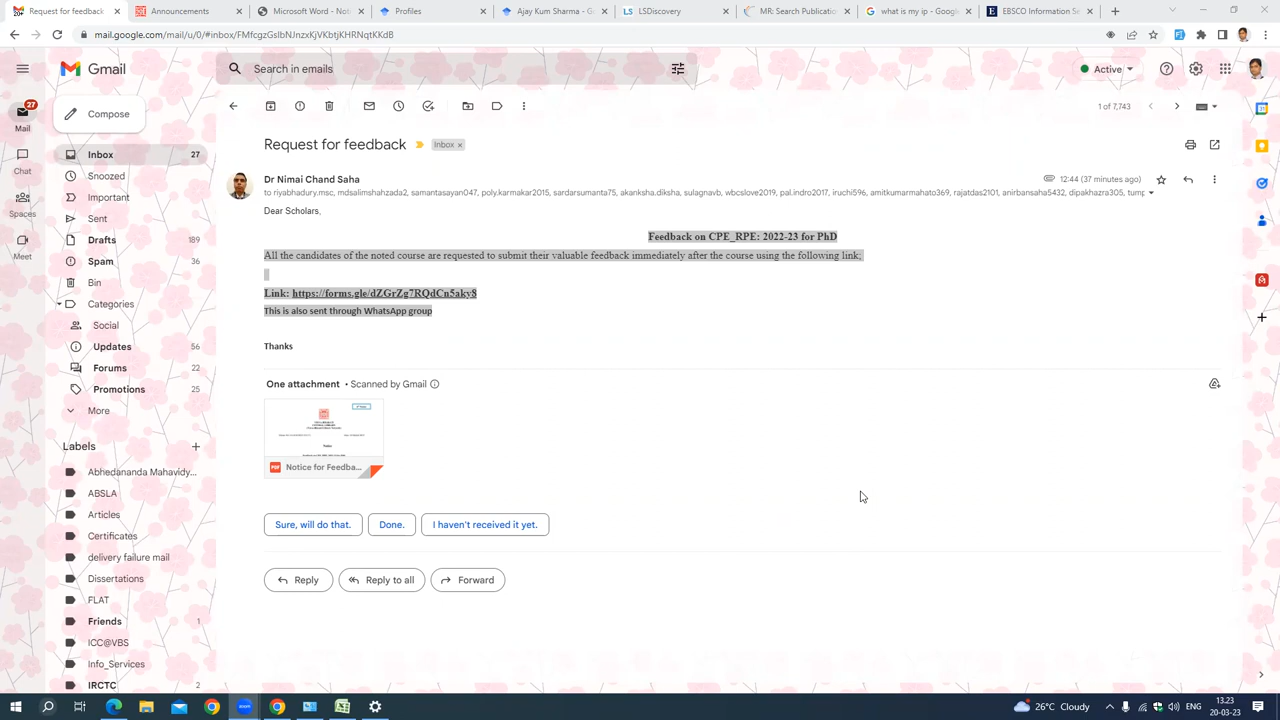 Request for feedback
Announcements
Microsoft Word - Not
Profiles
Ajay Kum Sharma - G
LSDiscovery
MR: Search Publication
what is my ip - Google
EBSCO Information Se
mail.google.com/mail/u/0/#inbox/FMfcgzGslbNJnzxKjVKbtjKHRNqtKKdB
Gmail
Search in emails
Active
27
Mail
Chat
Spaces
Meet
Compose
Inbox 27
Snoozed
Important
Sent
Drafts 189
Spam
Bin
Categories
Social
Updates 56
Forums 22
Promotions 25
More
Labels
Abhedananda Mahavidy...
ABSLA
Articles
Certificates
delivery failure mail
Dissertations
FLAT
Friends 1
ICC@VBS
Info_Services
IRCTC 2
1 of 7,743
Request for feedback Inbox
Dr Nimai Chand Saha
12:44 (37 minutes ago)
to riyabhadury.msc, mdsalimshahzada2, samantasayan047, poly.karmakar2015, sardarsumanta75, akanksha.diksha, sulagnavb, wbcslove2019, pal.indro2017, iruchi596, amitkumarmahato369, rajatdas2101, anirbansaha5432, dipakhazra305, tump
Dear Scholars,
Feedback on CPE_RPE: 2022-23 for PhD
All the candidates of the noted course are requested to submit their valuable feedback immediately after the course using the following link;
Link: https://forms.gle/dZGrZg7RQdCn5aky8
This is also sent through WhatsApp group
Thanks
One attachment • Scanned by Gmail
Notice
PDF Notice for Feedba...
Sure, will do that.
Done.
I haven't received it yet.
Reply
Reply to all
Forward
zoom
26°C Cloudy
ENG
13.23
20-03-23